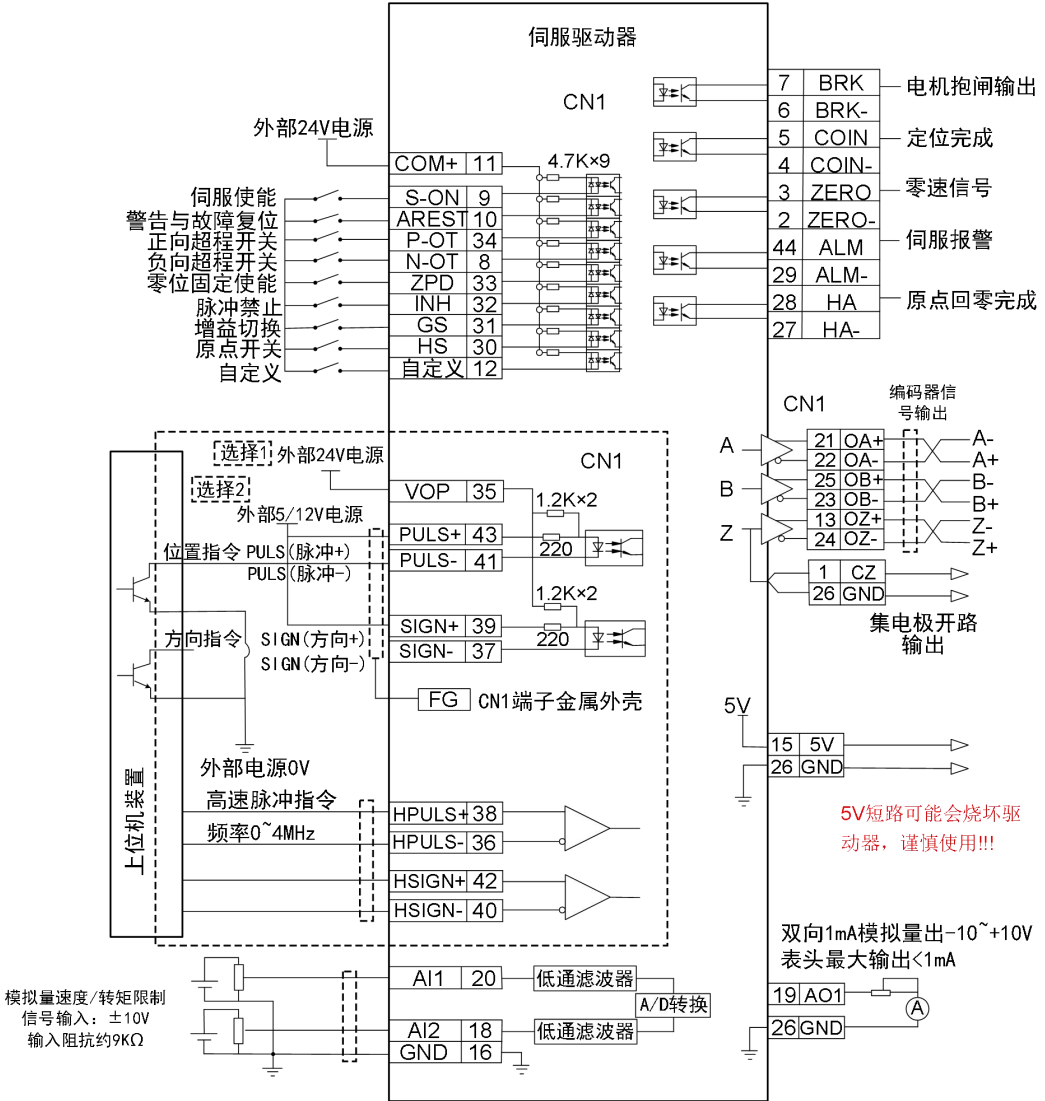 伺服驱动器
CN1
外部24V电源
COM+ 11
4.7K×9
伺服使能 S-ON 9
警告与故障复位 AREST 10
正向超程开关 P-OT 34
负向超程开关 N-OT 8
零位固定使能 ZPD 33
脉冲禁止 INH 32
增益切换 GS 31
原点开关 HS 30
自定义 自定义 12
7 BRK 电机抱闸输出
6 BRK-
5 COIN 定位完成
4 COIN-
3 ZERO 零速信号
2 ZERO-
44 ALM 伺服报警
29 ALM-
28 HA 原点回零完成
27 HA-
选择1 外部24V电源
CN1
选择2
VOP 35
1.2K×2
外部5/12V电源
PULS+ 43
220
位置指令 PULS(脉冲+)
PULS- 41
PULS(脉冲-)
1.2K×2
SIGN+ 39
220
方向指令 SIGN(方向+)
SIGN- 37
SIGN(方向-)
FG CN1端子金属外壳
外部电源0V
上位机装置
高速脉冲指令 HPULS+ 38
频率0~4MHz HPULS- 36
HSIGN+ 42
HSIGN- 40
CN1
编码器信
号输出
A 21 OA+ A-
22 OA- A+
B 25 OB+ B-
23 OB- B+
Z 13 OZ+ Z-
24 OZ- Z+
1 CZ
26 GND
集电极开路
输出
5V
15 5V
26 GND
5V短路可能会烧坏驱
动器，谨慎使用!!!
模拟量速度/转矩限制
信号输入：±10V
输入阻抗约9KΩ
AI1 20 低通滤波器
A/D转换
AI2 18 低通滤波器
GND 16
双向1mA模拟量出-10~+10V
表头最大输出<1mA
19 AO1
A
26 GND